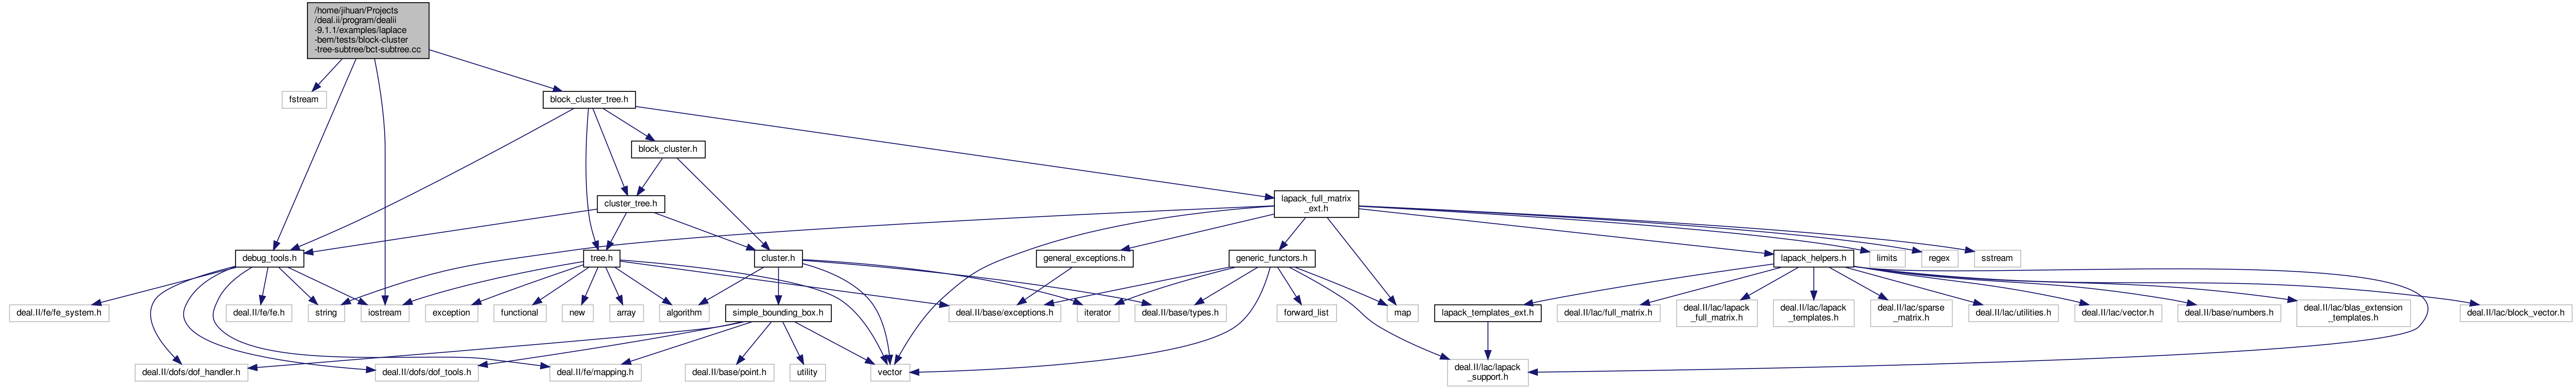 /home/jihuan/Projects
/deal.ii/program/dealii
-9.1.1/examples/laplace
-bem/tests/block-cluster
-tree-subtree/bct-subtree.cc
fstream
block_cluster_tree.h
block_cluster.h
cluster_tree.h
lapack_full_matrix
_ext.h
debug_tools.h
tree.h
cluster.h
general_exceptions.h
generic_functors.h
lapack_helpers.h
limits
regex
sstream
deal.II/fe/fe_system.h
deal.II/fe/fe.h
string
iostream
exception
functional
new
array
algorithm
simple_bounding_box.h
deal.II/base/exceptions.h
iterator
deal.II/base/types.h
forward_list
map
lapack_templates_ext.h
deal.II/lac/full_matrix.h
deal.II/lac/lapack
_full_matrix.h
deal.II/lac/lapack
_templates.h
deal.II/lac/sparse
_matrix.h
deal.II/lac/utilities.h
deal.II/lac/vector.h
deal.II/base/numbers.h
deal.II/lac/blas_extension
_templates.h
deal.II/lac/block_vector.h
deal.II/dofs/dof_handler.h
deal.II/dofs/dof_tools.h
deal.II/fe/mapping.h
deal.II/base/point.h
utility
vector
deal.II/lac/lapack
_support.h